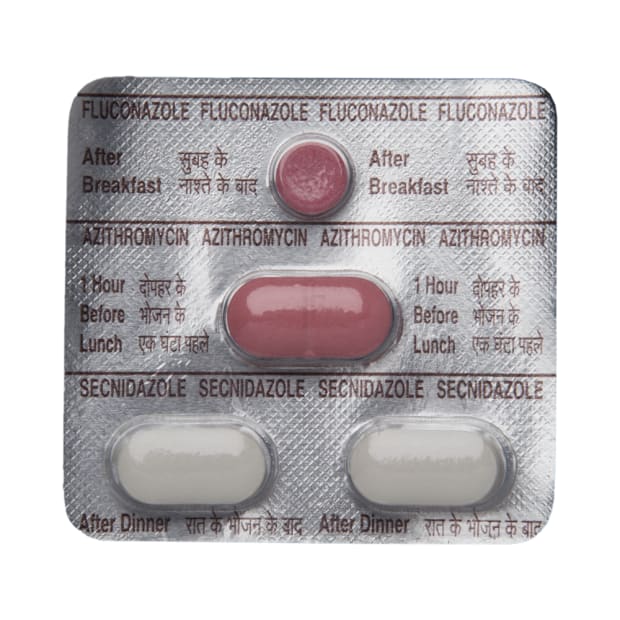 FLUCONAZOLE FLUCONAZOLE FLUCONAZOLE FLUCONAZOLE
After सुबह के After सुबह के
Breakfast नाश्ते के बाद Breakfast नाश्ते के बाद
AZITHROMYCIN AZITHROMYCIN AZITHROMYCIN AZITHROMYCIN
1 Hour दोपहर के 1 Hour दोपहर के
Before भोजन के Before भोजन के
Lunch एक घंटा पहले Lunch एक घंटा पहले
SECNIDAZOLE SECNIDAZOLE SECNIDAZOLE SECNIDAZOLE
After Dinner रात के भोजन के बाद After Dinner रात के भोजन के बाद